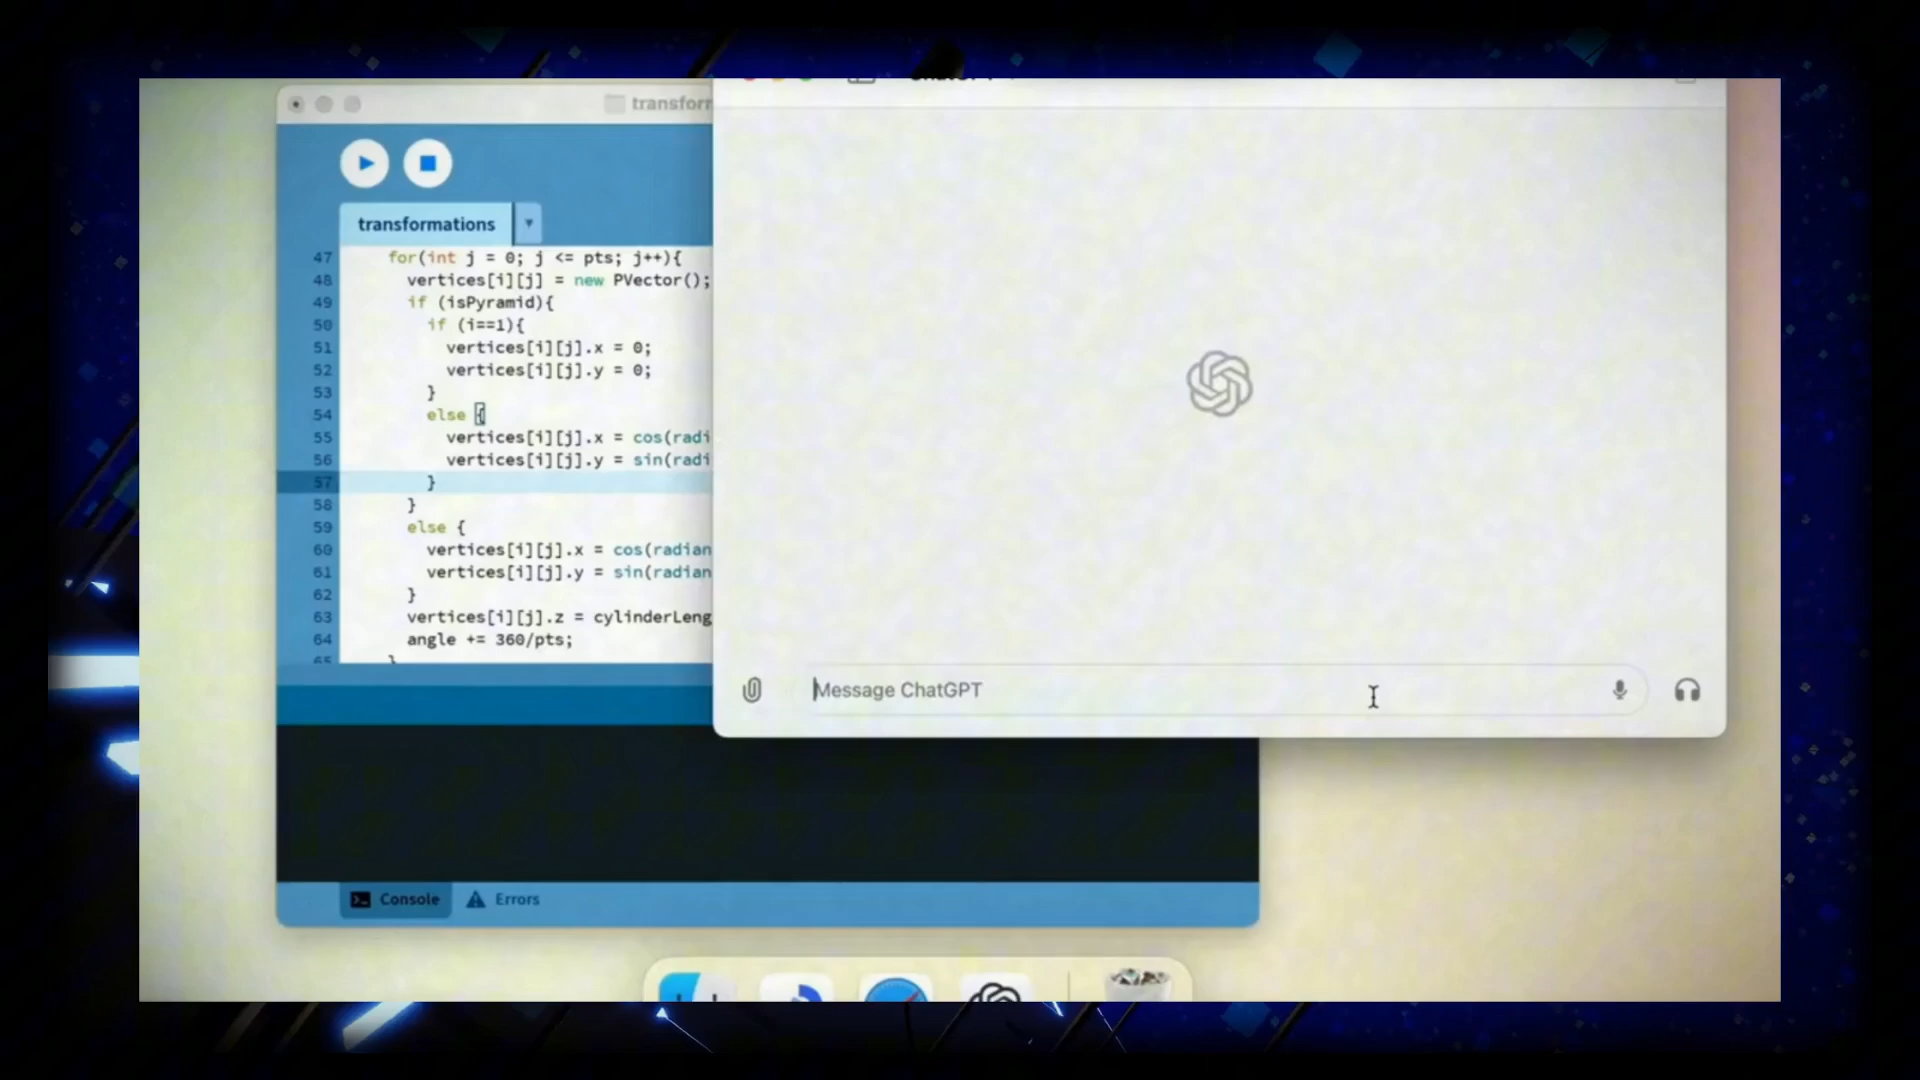 transform
transformations
47 for(int j = 0; j <= pts; j++){
48 vertices[i][j] = new PVector();
49 if (isPyramid){
50 if (i==1){
51 vertices[i][j].x = 0;
52 vertices[i][j].y = 0;
53 }
54 else {
55 vertices[i][j].x = cos(radi
56 vertices[i][j].y = sin(radi
57 }
58 }
59 else {
60 vertices[i][j].x = cos(radian
61 vertices[i][j].y = sin(radian
62 }
63 vertices[i][j].z = cylinderLeng
64 angle += 360/pts;
65 }
Message ChatGPT
Console
Errors